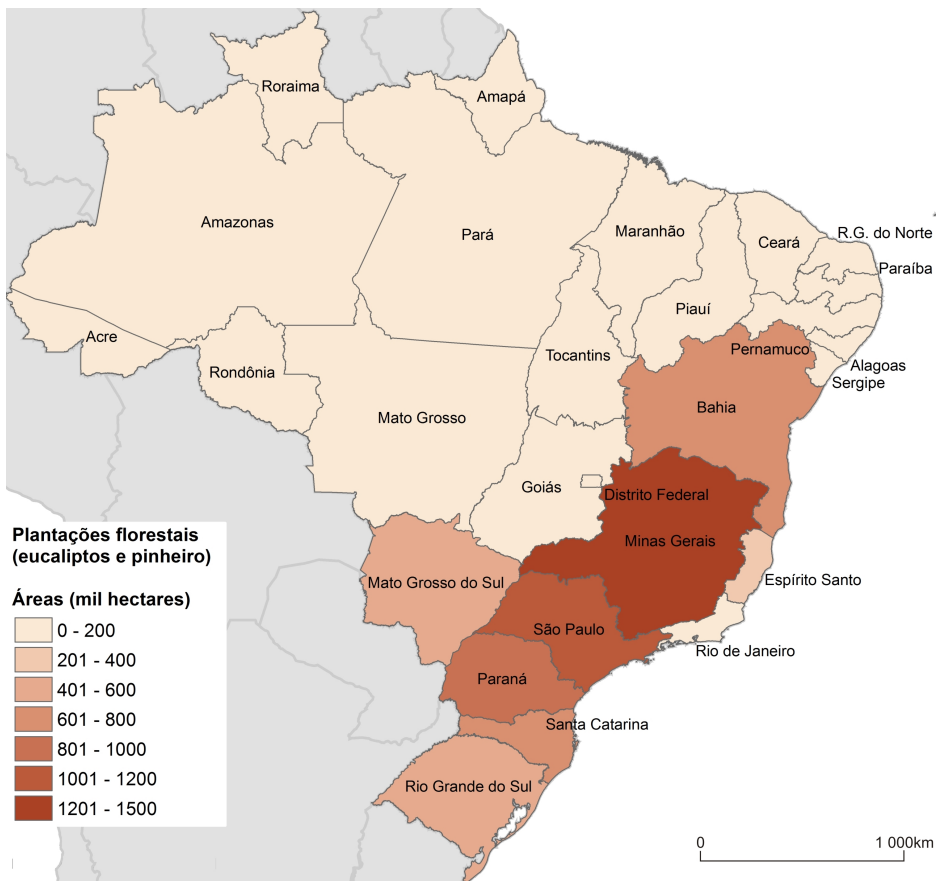 Roraima
Amapá
Amazonas
Pará
Maranhão
Ceará
R.G. do Norte
Paraíba
Piauí
Acre
Rondônia
Tocantins
Pernamuco
Alagoas
Sergipe
Mato Grosso
Bahia
Goiás
Distrito Federal
Minas Gerais
Mato Grosso do Sul
Espírito Santo
São Paulo
Rio de Janeiro
Paraná
Santa Catarina
Rio Grande do Sul
Plantações florestais
(eucaliptos e pinheiro)
Áreas (mil hectares)
0 - 200
201 - 400
401 - 600
601 - 800
801 - 1000
1001 - 1200
1201 - 1500
0 1 000km